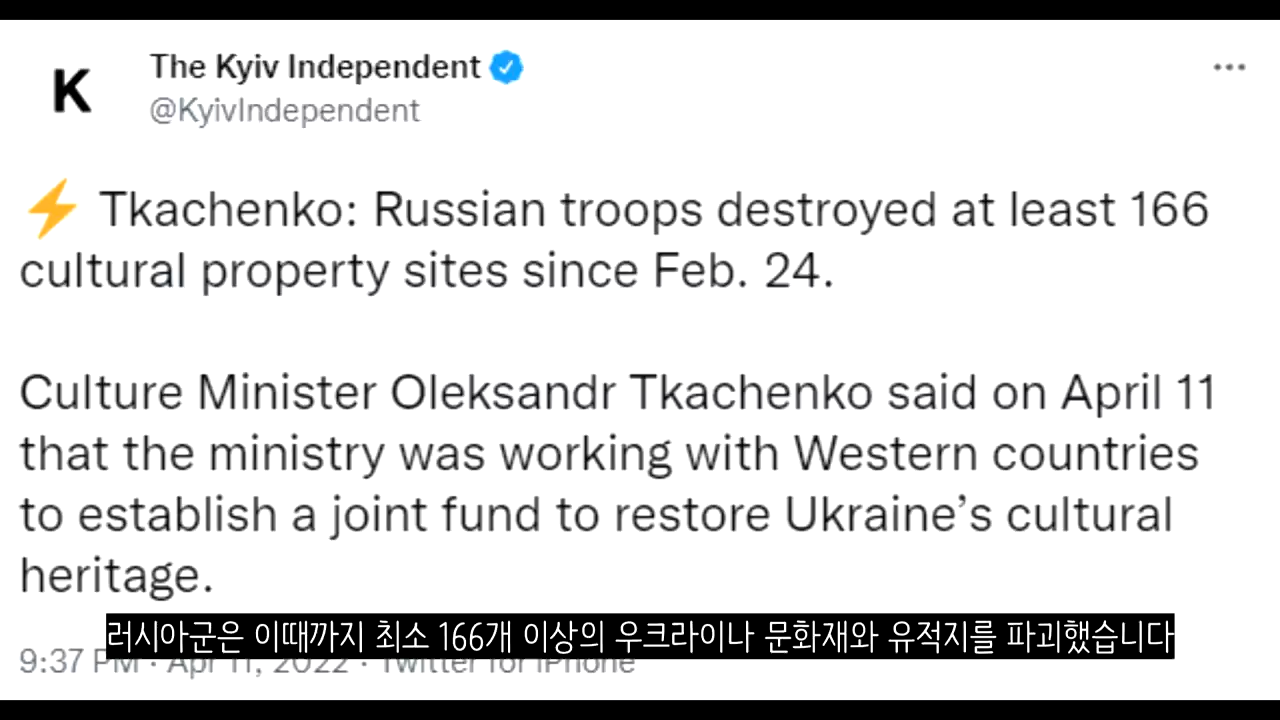 K
The Kyiv Independent
@KyivIndependent
⚡ Tkachenko: Russian troops destroyed at least 166
cultural property sites since Feb. 24.
Culture Minister Oleksandr Tkachenko said on April 11
that the ministry was working with Western countries
to establish a joint fund to restore Ukraine’s cultural
heritage.
러시아군은 이때까지 최소 166개 이상의 우크라이나 문화재와 유적지를 파괴했습니다
9:37 PM · Apr 11, 2022 · Twitter for iPhone